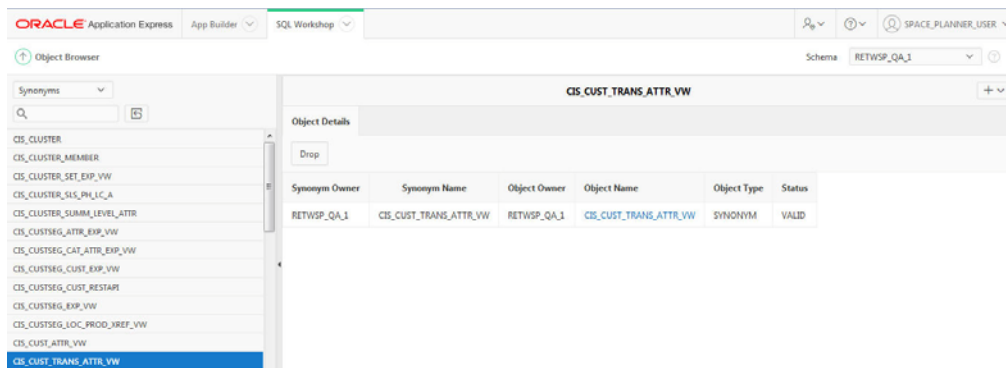 ORACLE Application Express App Builder SQL Workshop SPACE_PLANNER_USER
Object Browser Schema RETWSP_QA_1
Synonyms
CIS_CUST_TRANS_ATTR_VW
Object Details
Drop
Synonym Owner Synonym Name Object Owner Object Name Object Type Status
RETWSP_QA_1 CIS_CUST_TRANS_ATTR_VW RETWSP_QA_1 CIS_CUST_TRANS_ATTR_VW SYNONYM VALID
CIS_CLUSTER
CIS_CLUSTER_MEMBER
CIS_CLUSTER_SET_EXP_VW
CIS_CLUSTER_SLS_PH_LC_A
CIS_CLUSTER_SUMM_LEVEL_ATTR
CIS_CUSTSEG_ATTR_EXP_VW
CIS_CUSTSEG_CAT_ATTR_EXP_VW
CIS_CUSTSEG_CUST_EXP_VW
CIS_CUSTSEG_CUST_RESTAPI
CIS_CUSTSEG_EXP_VW
CIS_CUSTSEG_LOC_PROD_XREF_VW
CIS_CUST_ATTR_VW
CIS_CUST_TRANS_ATTR_VW